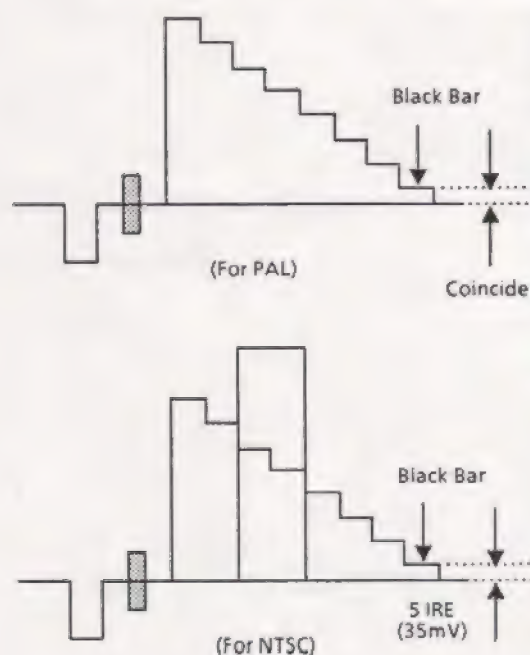 Black Bar
(For PAL)
Coincide
Black Bar
5 IRE
(35mV)
(For NTSC)